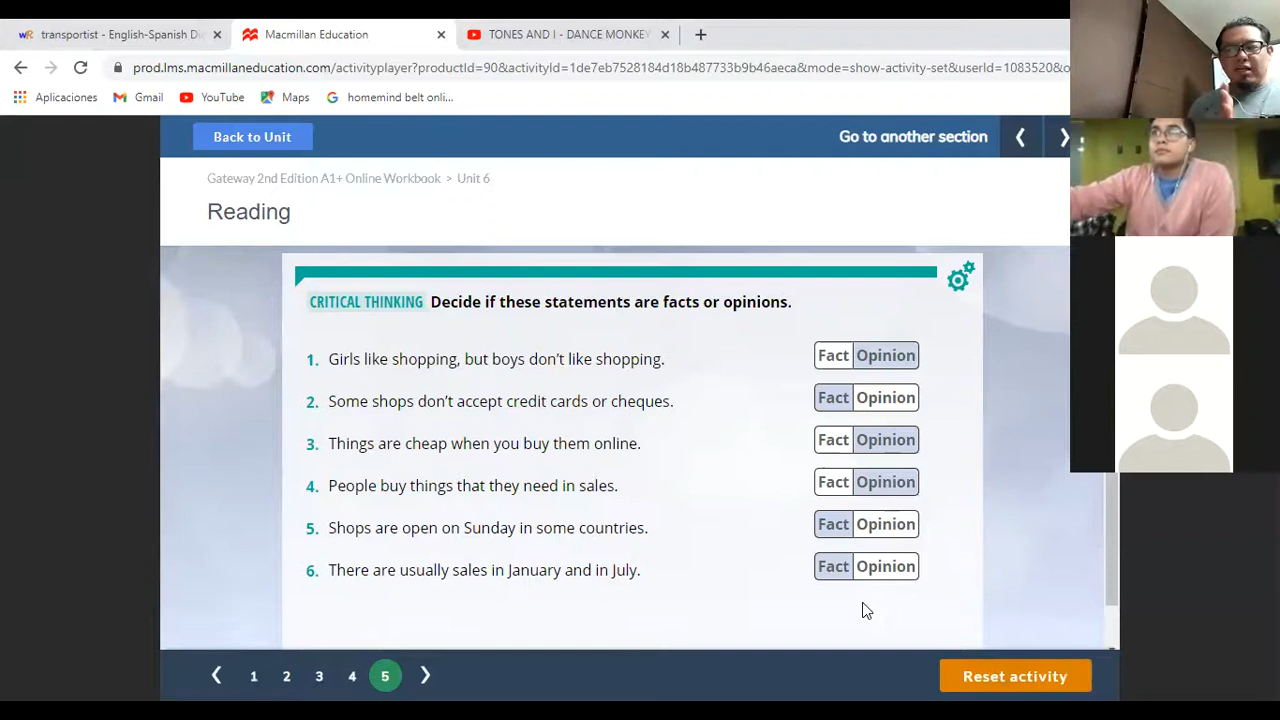 transportist - English-Spanish Di
Macmillan Education
TONES AND I - DANCE MONKEY
prod.lms.macmillaneducation.com/activityplayer?productId=90&activityId=1de7eb7528184d18b487733b9b46aeca&mode=show-activity-set&userId=1083520&o
Aplicaciones
Gmail
YouTube
Maps
homemind belt onli...
Back to Unit
Go to another section
Gateway 2nd Edition A1+ Online Workbook > Unit 6
Reading
CRITICAL THINKING Decide if these statements are facts or opinions.
1. Girls like shopping, but boys don't like shopping. Fact Opinion
2. Some shops don't accept credit cards or cheques. Fact Opinion
3. Things are cheap when you buy them online. Fact Opinion
4. People buy things that they need in sales. Fact Opinion
5. Shops are open on Sunday in some countries. Fact Opinion
6. There are usually sales in January and in July. Fact Opinion
1 2 3 4 5
Reset activity